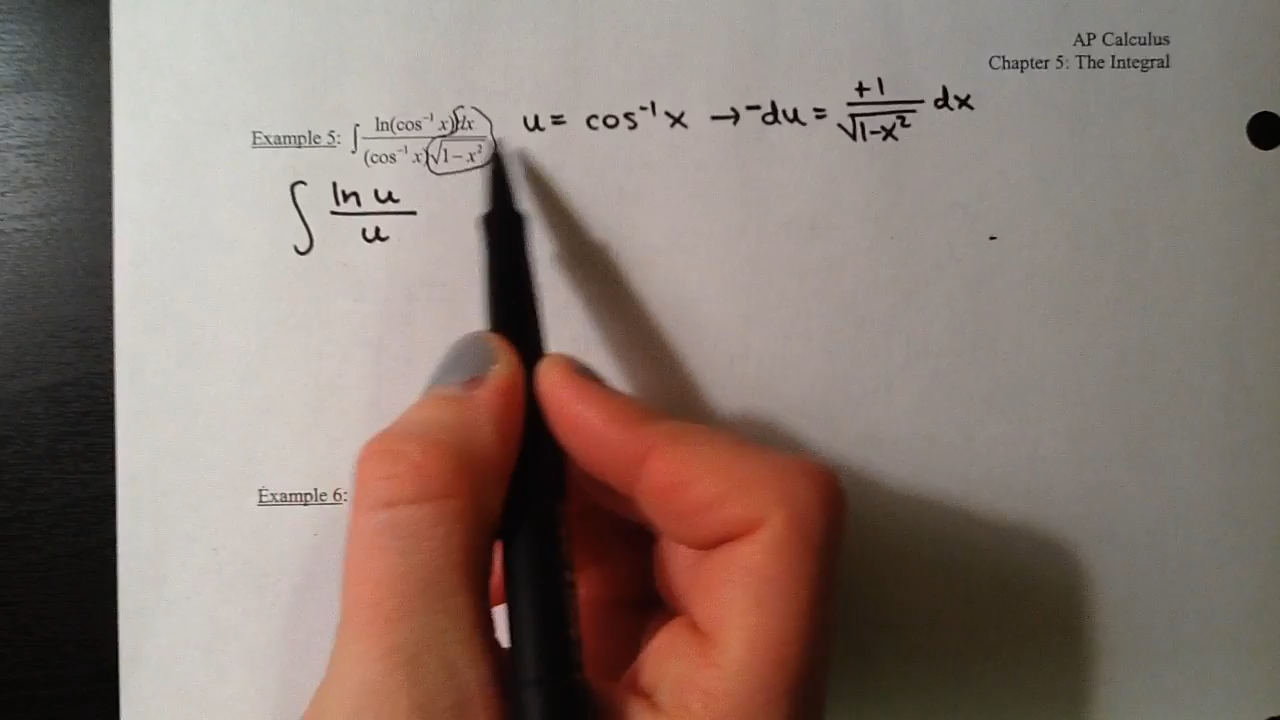 AP Calculus
Chapter 5: The Integral
Example 5: ∫ ln(cos⁻¹ x) dx / (cos⁻¹ x)√1−x² u = cos⁻¹x → -du = +1/√1-x² dx
∫ ln u / u
Example 6: